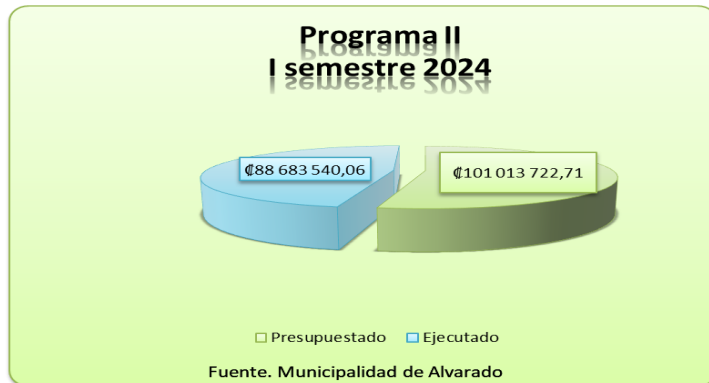 Programa II
I semestre 2024
₡88 683 540,06
₡101 013 722,71
Presupuestado
Ejecutado
Fuente. Municipalidad de Alvarado